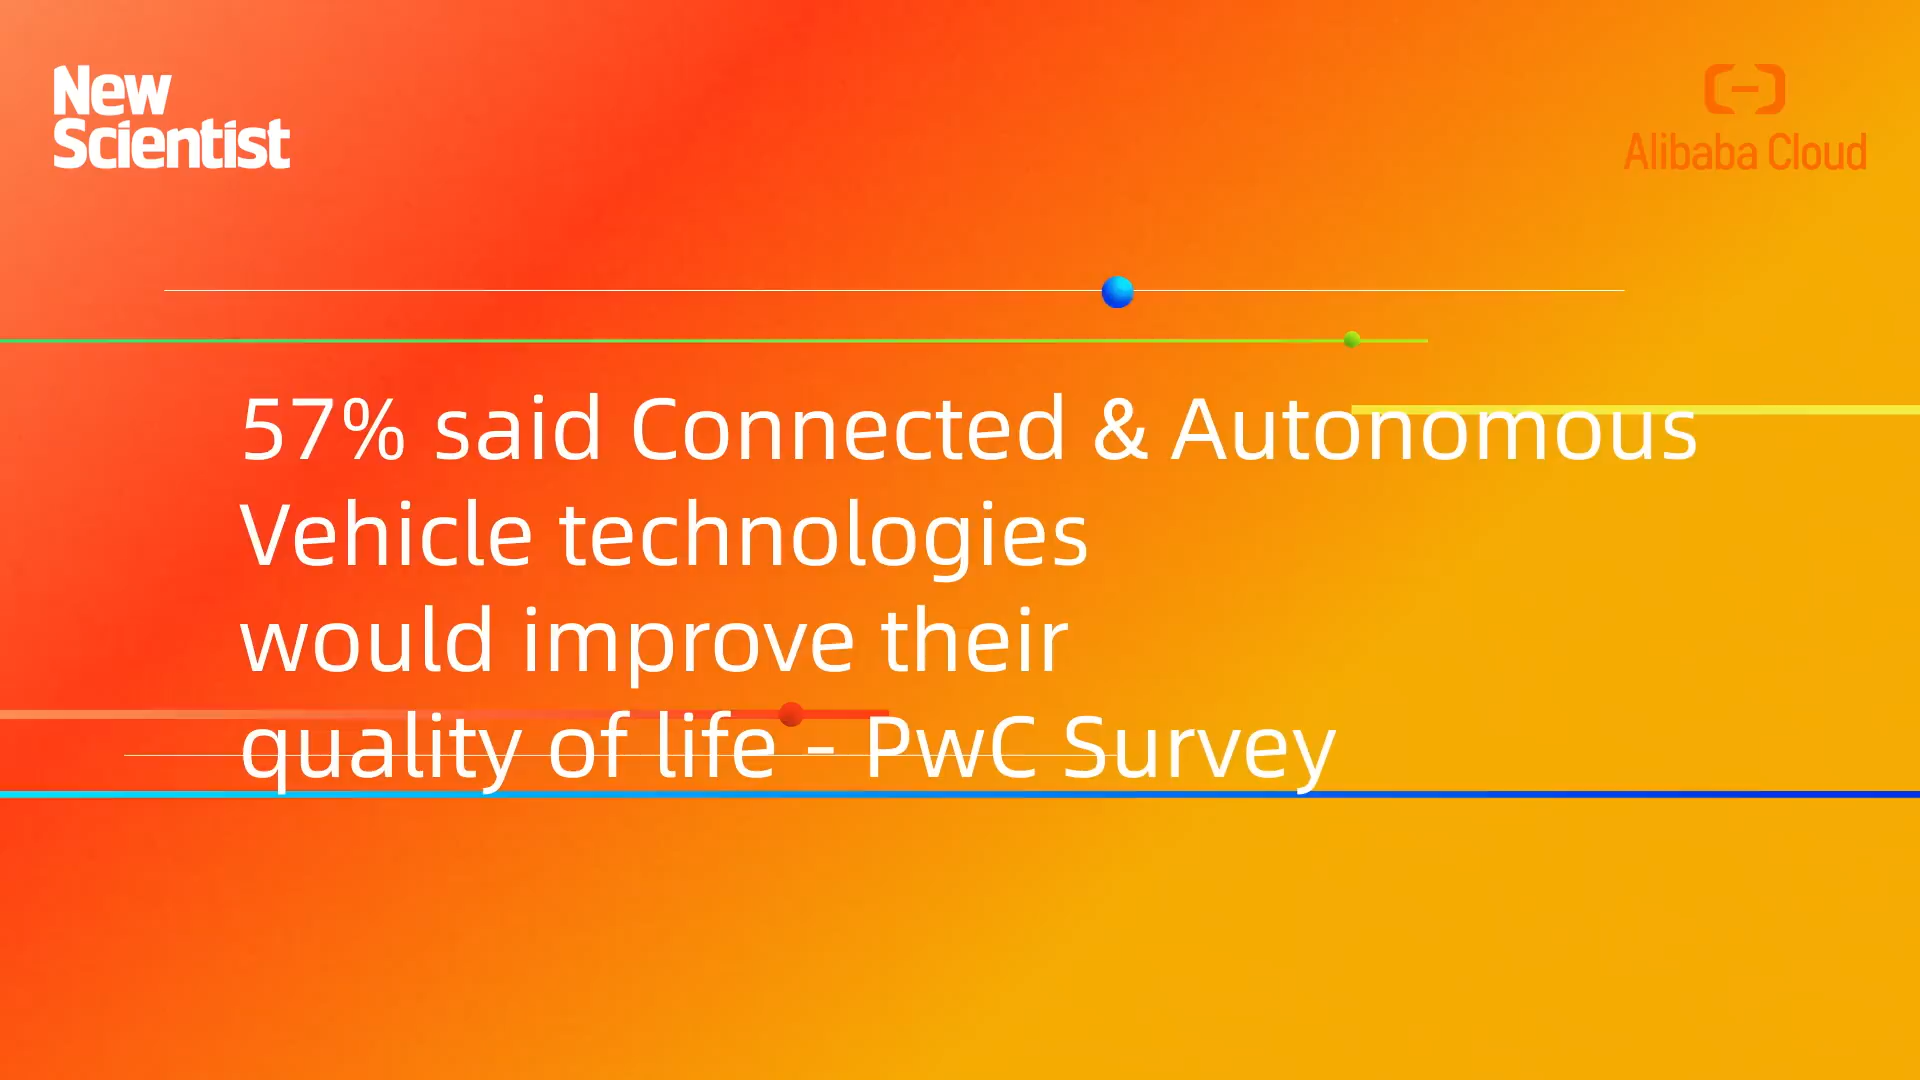 New
Scientist
Alibaba Cloud
57% said Connected & Autonomous
Vehicle technologies
would improve their
quality of life - PwC Survey